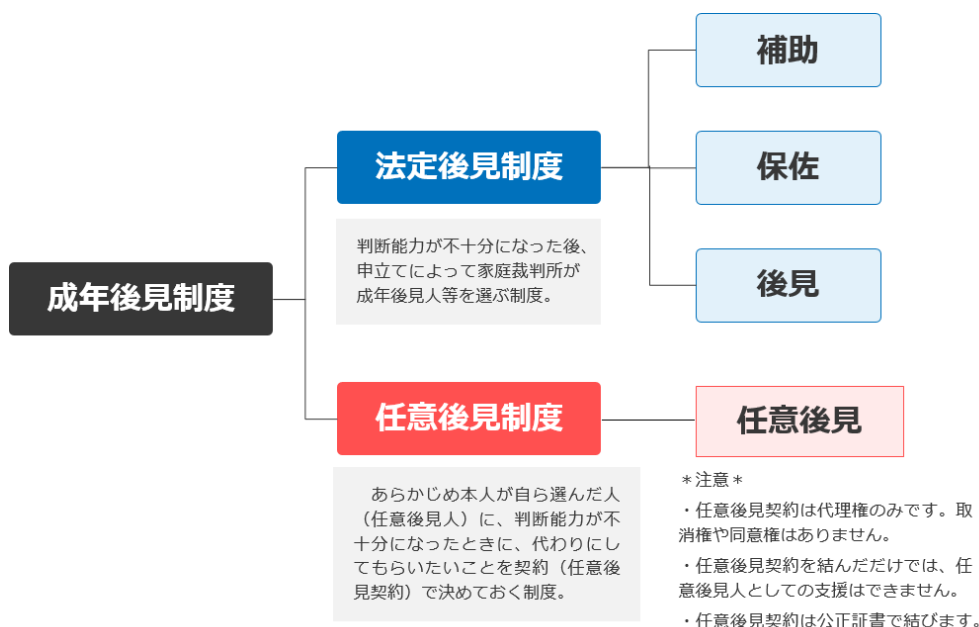 成年後見制度
法定後見制度
判断能力が不十分になった後、
申立てによって家庭裁判所が
成年後見人等を選ぶ制度。
補助
保佐
後見
任意後見制度
あらかじめ本人が自ら選んだ人
（任意後見人）に、判断能力が不
十分になったときに、代わりにし
てもらいたいことを契約（任意後
見契約）で決めておく制度。
任意後見
＊注意＊
・任意後見契約は代理権のみです。取
消権や同意権はありません。
・任意後見契約を結んだだけでは、任
意後見人としての支援はできません。
・任意後見契約は公正証書で結びます。